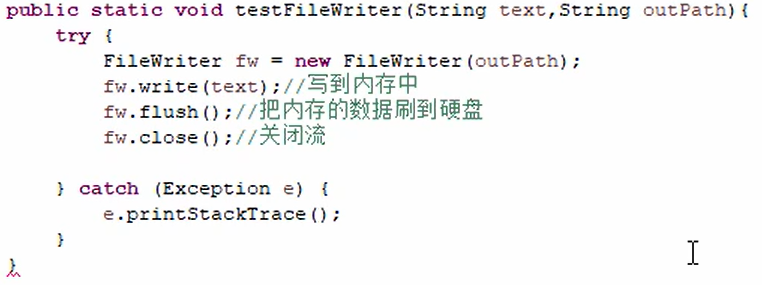 public static void testFileWriter(String text,String outPath){
try {
FileWriter fw = new FileWriter(outPath);
fw.write(text);//写到内存中
fw.flush();//把内存的数据刷到硬盘
fw.close();//关闭流
} catch (Exception e) {
e.printStackTrace();
}
}